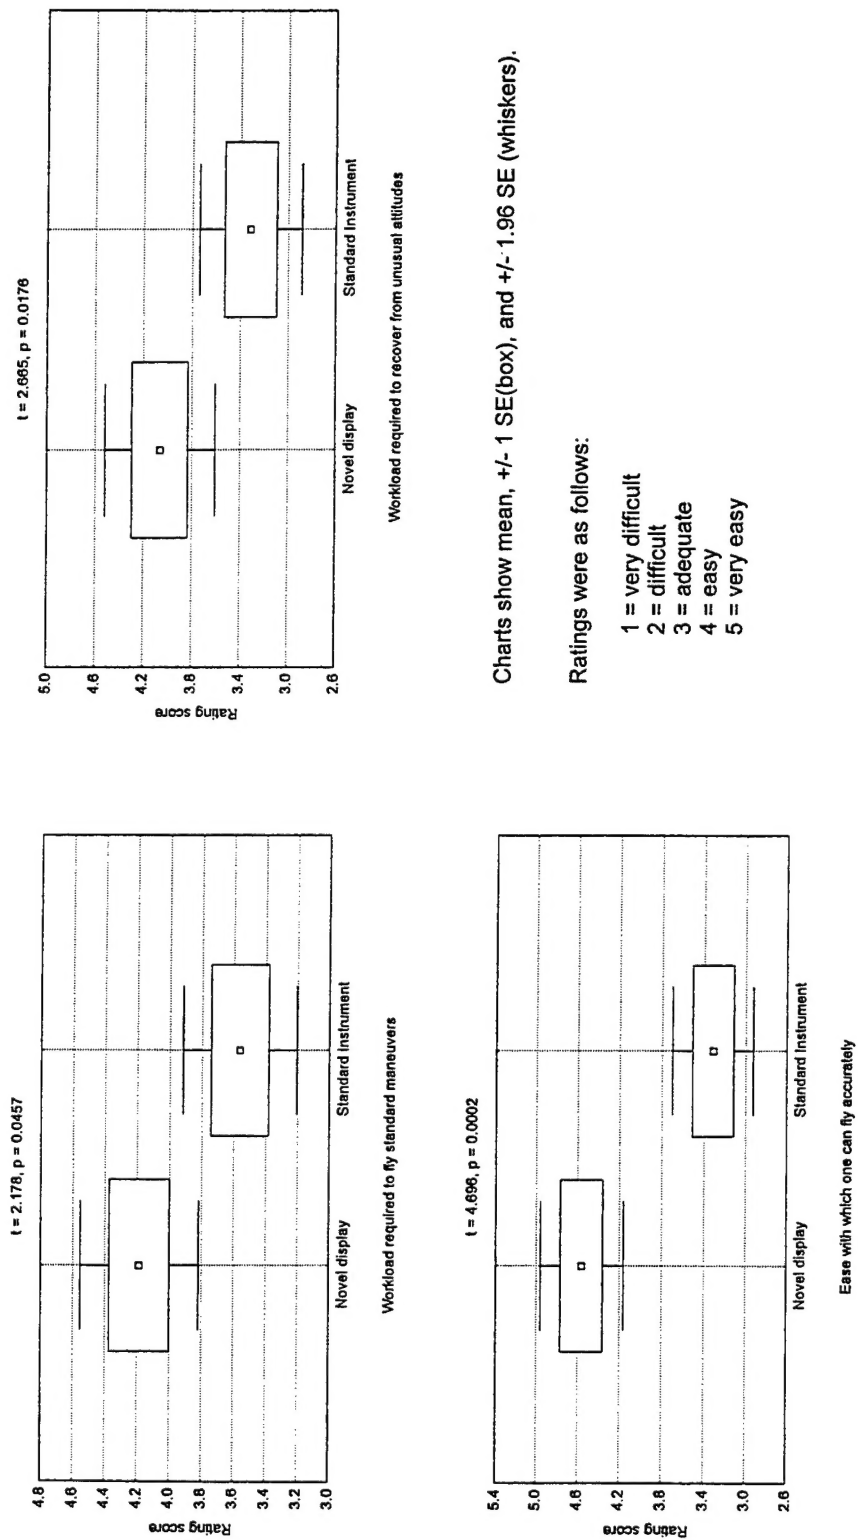 t = 2.178, p = 0.0457
Rating score
4.8
4.6
4.4
4.2
4.0
3.8
3.6
3.4
3.2
3.0
Novel display
Standard Instrument
Workload required to fly standard maneuvers
t = 2.665, p = 0.0176
Rating score
5.0
4.6
4.2
3.8
3.4
3.0
2.6
Novel display
Standard Instrument
Workload required to recover from unusual attitudes
t = 4.696, p = 0.0002
Rating score
5.4
5.0
4.6
4.2
3.8
3.4
3.0
2.6
Novel display
Standard Instrument
Ease with which one can fly accurately
Charts show mean, +/- 1 SE(box), and +/- 1.96 SE (whiskers).
Ratings were as follows:
1 = very difficult
2 = difficult
3 = adequate
4 = easy
5 = very easy